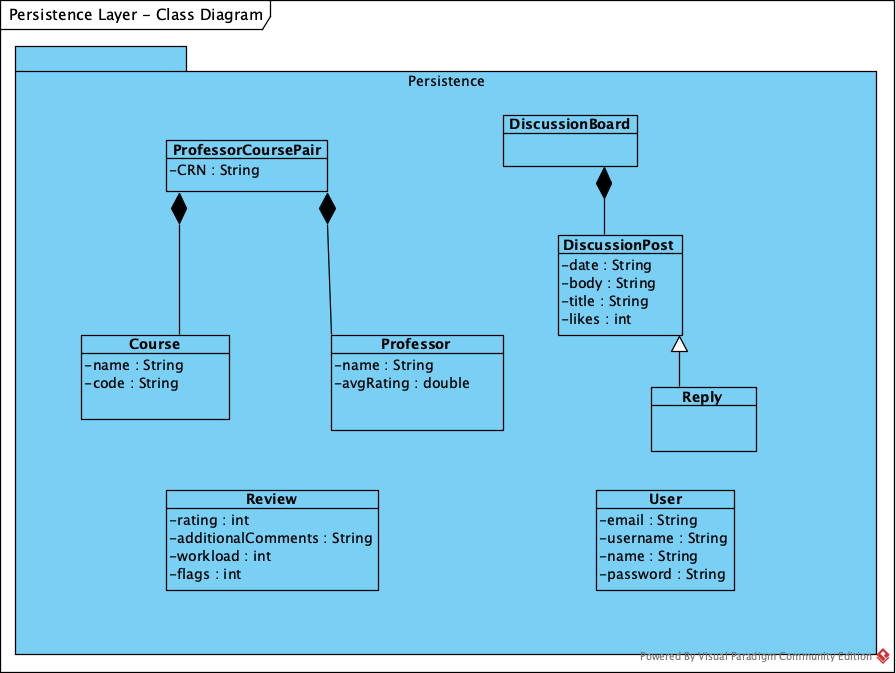 Persistence Layer - Class Diagram
Persistence
ProfessorCoursePair
-CRN : String
DiscussionBoard
DiscussionPost
-date : String
-body : String
-title : String
-likes : int
Course
-name : String
-code : String
Professor
-name : String
-avgRating : double
Reply
Review
-rating : int
-additionalComments : String
-workload : int
-flags : int
User
-email : String
-username : String
-name : String
-password : String
Powered By Visual Paradigm Community Edition